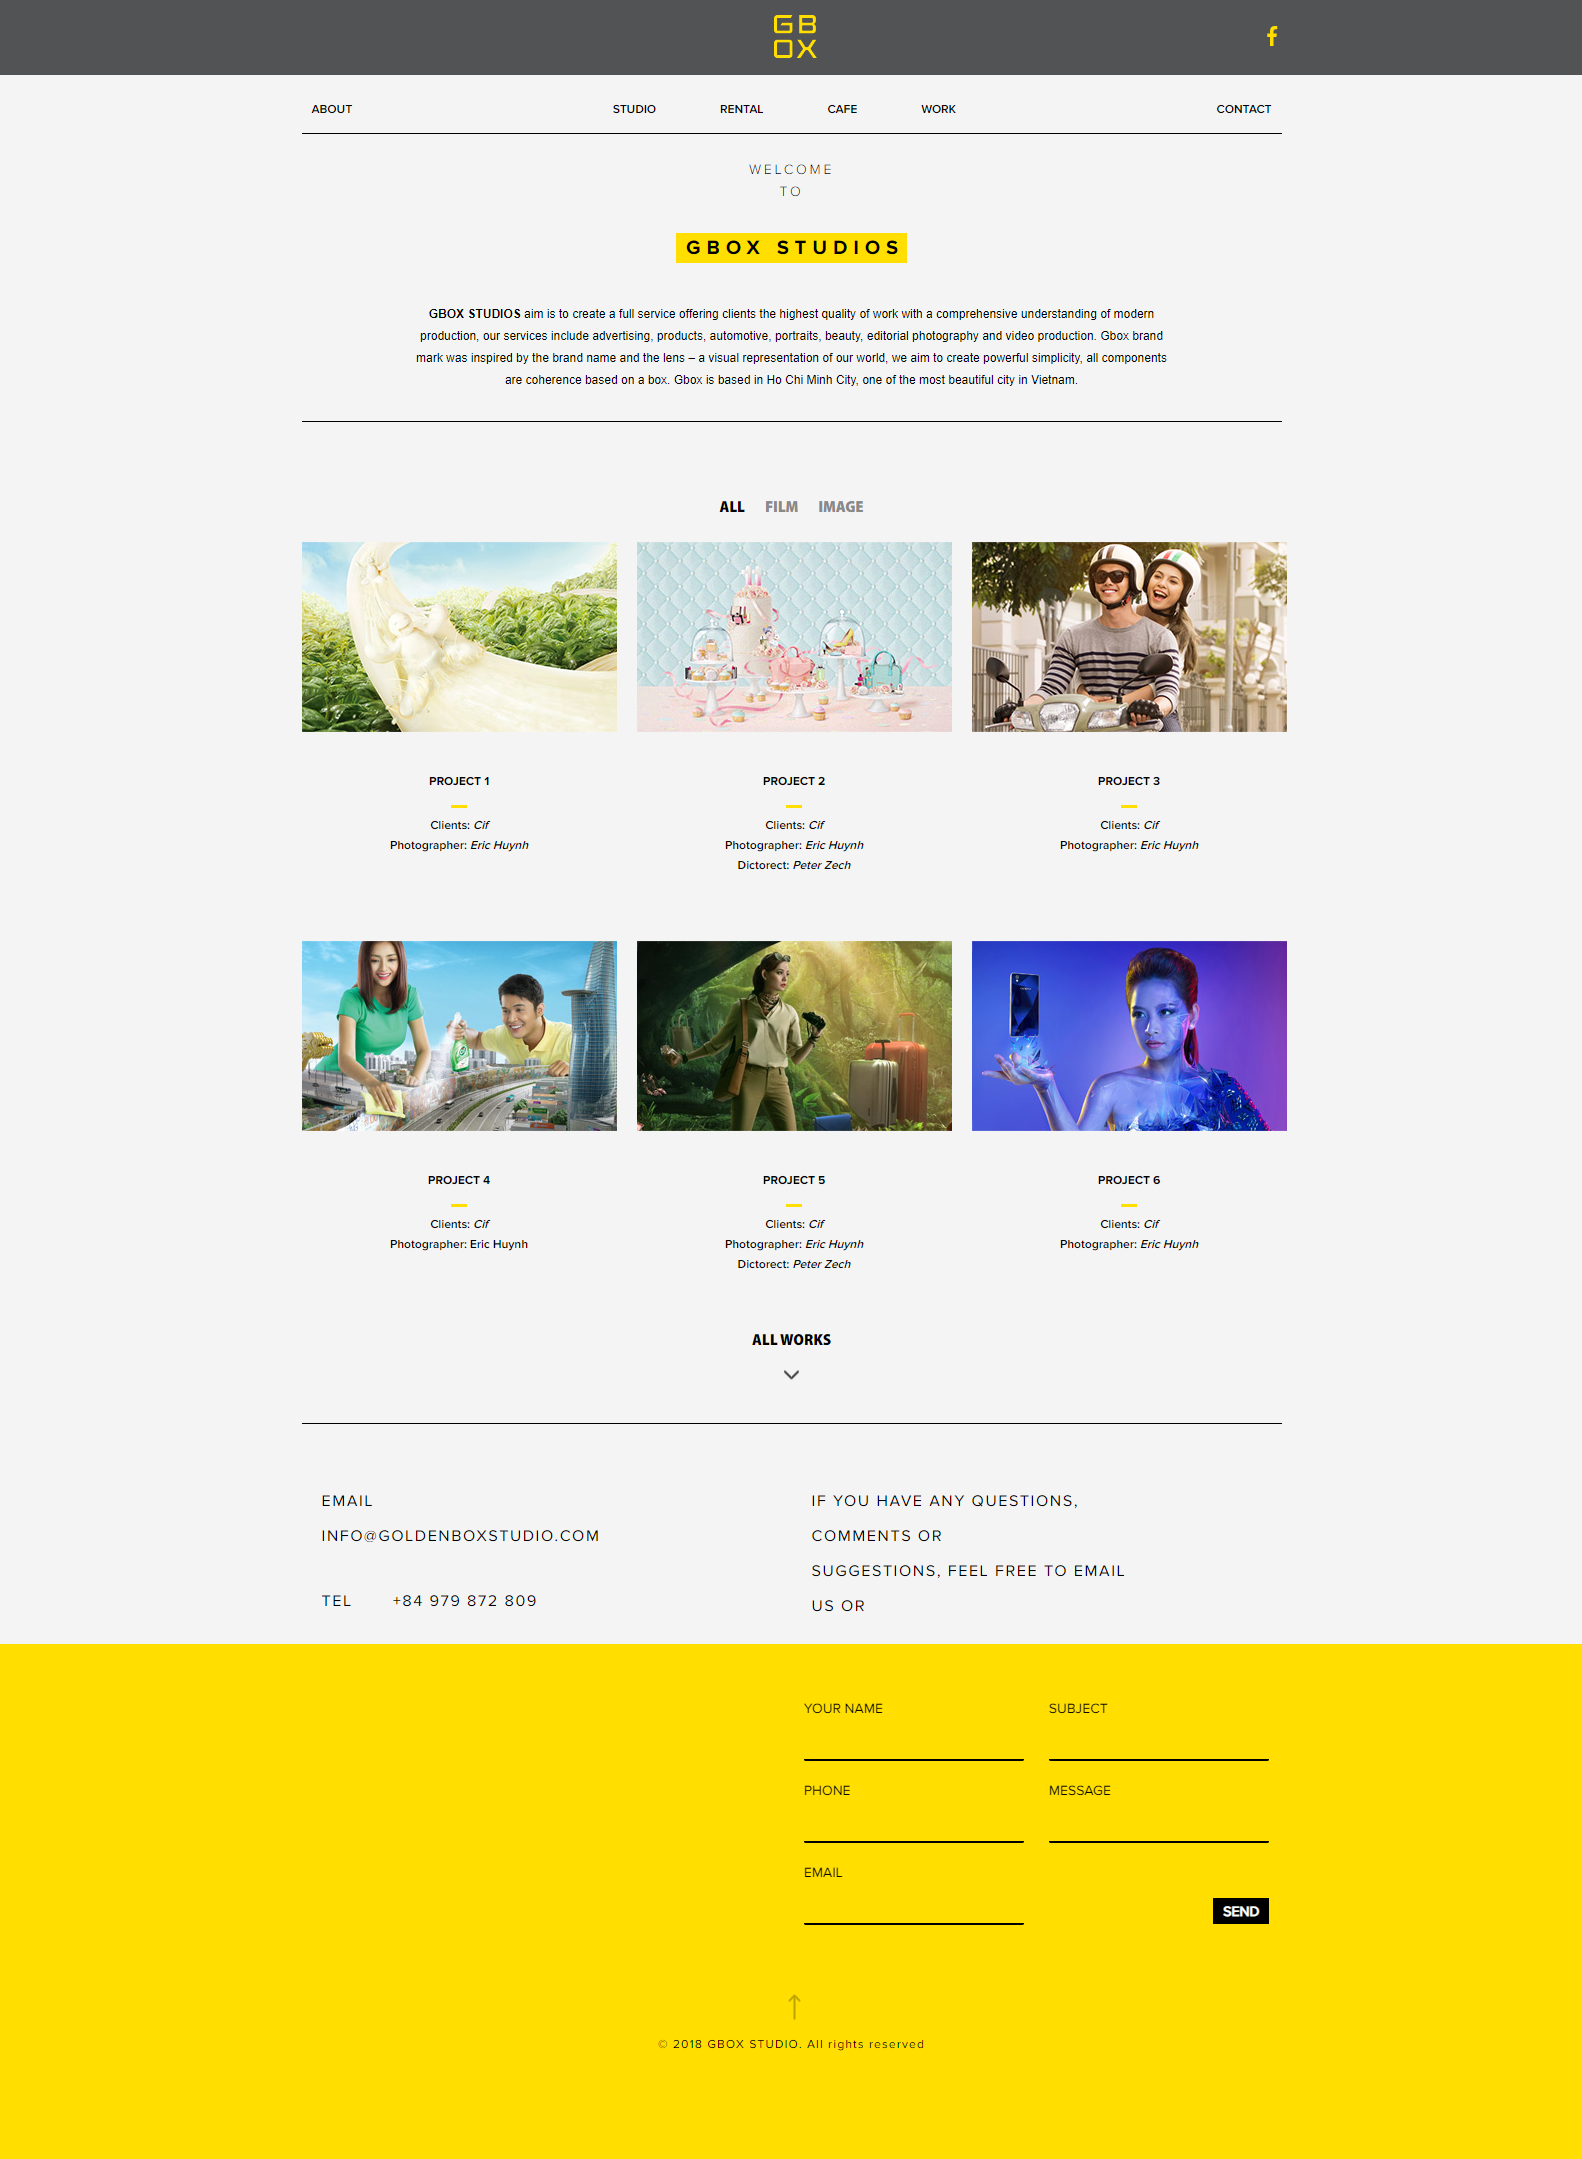 GB
OX
ABOUT STUDIO RENTAL CAFE WORK CONTACT
WELCOME
TO
GBOX STUDIOS
GBOX STUDIOS aim is to create a full service offering clients the highest quality of work with a comprehensive understanding of modern
production, our services include advertising, products, automotive, portraits, beauty, editorial photography and video production. Gbox brand
mark was inspired by the brand name and the lens – a visual representation of our world, we aim to create powerful simplicity, all components
are coherence based on a box. Gbox is based in Ho Chi Minh City, one of the most beautiful city in Vietnam.
ALL FILM IMAGE
PROJECT 1
Clients: Cif
Photographer: Eric Huynh
PROJECT 2
Clients: Cif
Photographer: Eric Huynh
Dictorect: Peter Zech
PROJECT 3
Clients: Cif
Photographer: Eric Huynh
PROJECT 4
Clients: Cif
Photographer: Eric Huynh
PROJECT 5
Clients: Cif
Photographer: Eric Huynh
Dictorect: Peter Zech
PROJECT 6
Clients: Cif
Photographer: Eric Huynh
ALL WORKS
EMAIL
INFO@GOLDENBOXSTUDIO.COM
TEL +84 979 872 809
IF YOU HAVE ANY QUESTIONS,
COMMENTS OR
SUGGESTIONS, FEEL FREE TO EMAIL
US OR
YOUR NAME
SUBJECT
PHONE
MESSAGE
EMAIL
SEND
© 2018 GBOX STUDIO. All rights reserved